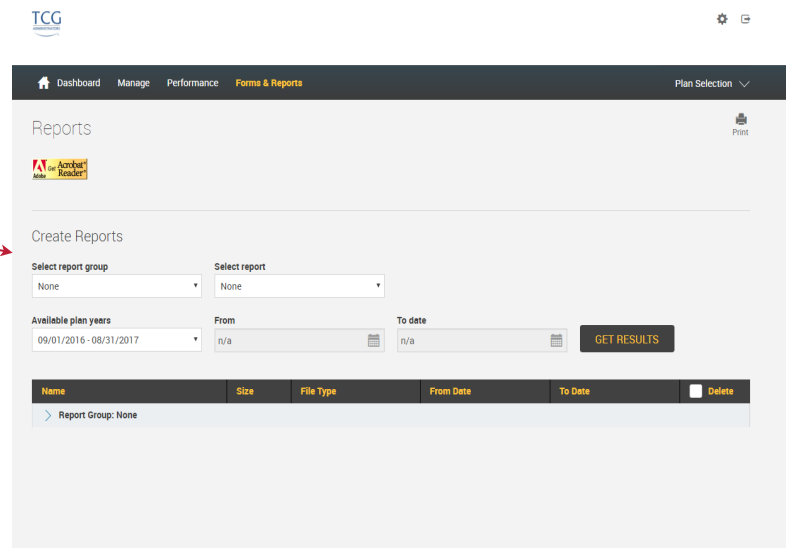 TCG
ADMINISTRATORS
Dashboard Manage Performance Forms & Reports Plan Selection
Reports
Print
Adobe Get Acrobat® Reader®
Create Reports
Select report group Select report
None None
Available plan years From To date
09/01/2016 - 08/31/2017 n/a n/a GET RESULTS
Name Size File Type From Date To Date Delete
Report Group: None